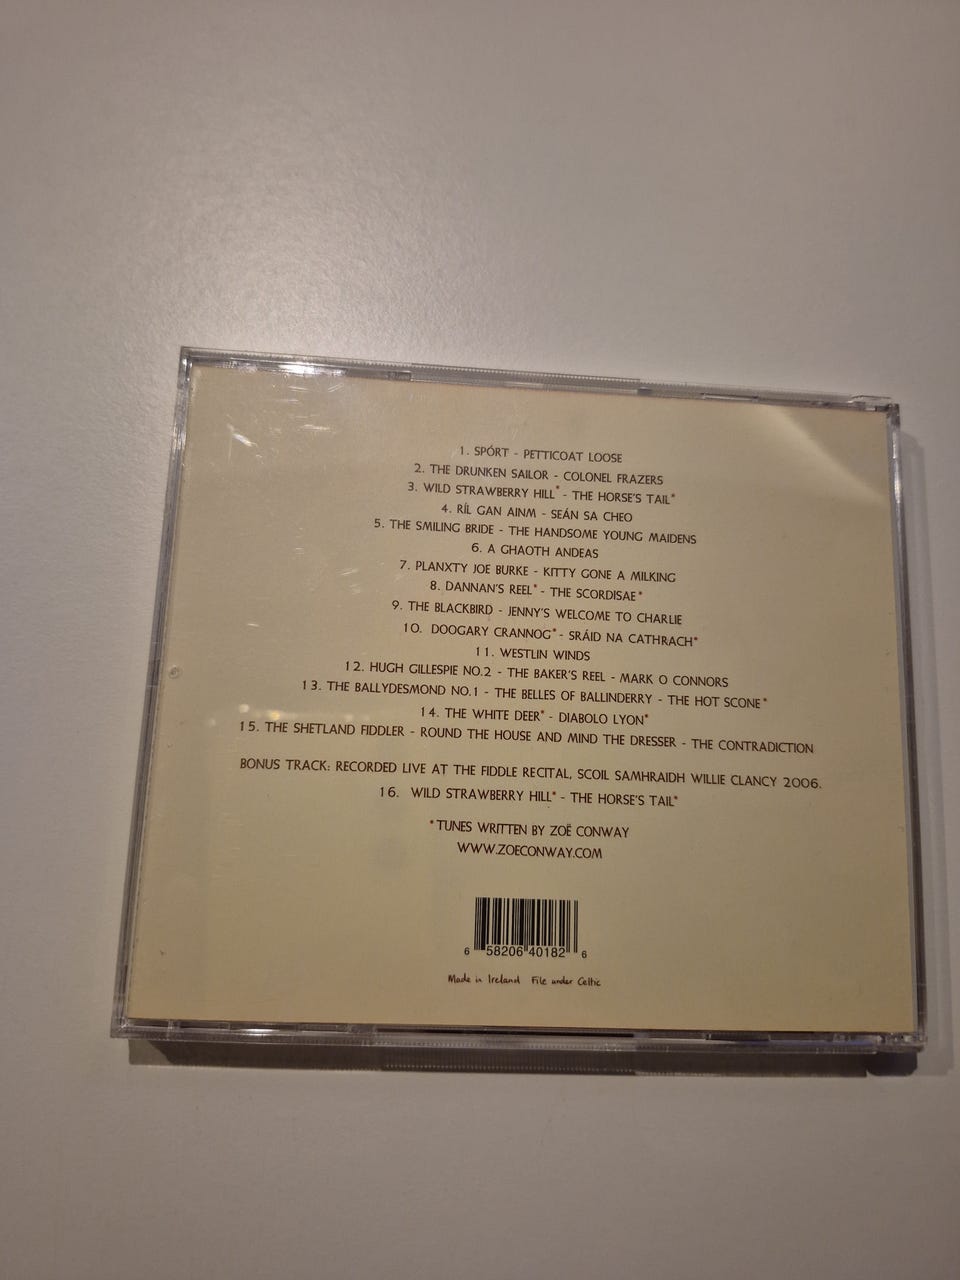 1. SPÓRT - PETTICOAT LOOSE
2. THE DRUNKEN SAILOR - COLONEL FRAZERS
3. WILD STRAWBERRY HILL* - THE HORSE'S TAIL*
4. RÍL GAN AINM - SEÁN SA CHEO
5. THE SMILING BRIDE - THE HANDSOME YOUNG MAIDENS
6. A GHAOTH ANDEAS
7. PLANXTY JOE BURKE - KITTY GONE A MILKING
8. DANNAN'S REEL* - THE SCORDISAE*
9. THE BLACKBIRD - JENNY'S WELCOME TO CHARLIE
10. DOOGARY CRANNOG* - SRÁID NA CATHRACH*
11. WESTLIN WINDS
12. HUGH GILLESPIE NO.2 - THE BAKER'S REEL - MARK O CONNORS
13. THE BALLYDESMOND NO.1 - THE BELLES OF BALLINDERRY - THE HOT SCONE*
14. THE WHITE DEER* - DIABOLO LYON*
15. THE SHETLAND FIDDLER - ROUND THE HOUSE AND MIND THE DRESSER - THE CONTRADICTION
BONUS TRACK: RECORDED LIVE AT THE FIDDLE RECITAL, SCOIL SAMHRAIDH WILLIE CLANCY 2006.
16. WILD STRAWBERRY HILL* - THE HORSE'S TAIL*
*TUNES WRITTEN BY ZOË CONWAY
WWW.ZOECONWAY.COM
6 58206 40182 6
Made in Ireland File under Celtic